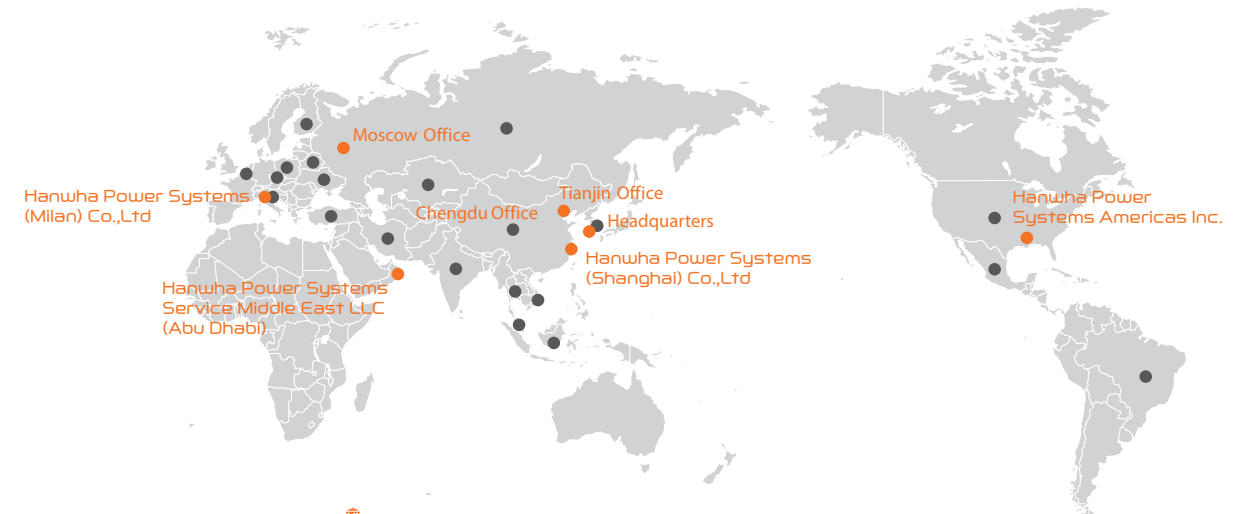 Moscow Office
Hanwha Power Systems
(Milan) Co.,Ltd
Tianjin Office
Chengdu Office
Headquarters
Hanwha Power Systems
(Shanghai) Co.,Ltd
Hanwha Power Systems
Service Middle East LLC
(Abu Dhabi)
Hanwha Power
Systems Americas Inc.